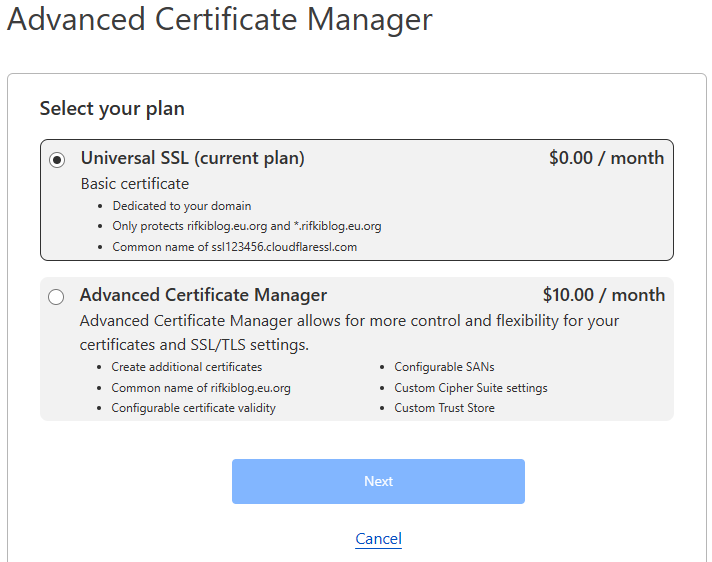 Advanced Certificate Manager
Select your plan
Universal SSL (current plan) $0.00 / month
Basic certificate
• Dedicated to your domain
• Only protects rifkiblog.eu.org and *.rifkiblog.eu.org
• Common name of ssl123456.cloudflaressl.com
Advanced Certificate Manager $10.00 / month
Advanced Certificate Manager allows for more control and flexibility for your
certificates and SSL/TLS settings.
• Create additional certificates
• Common name of rifkiblog.eu.org
• Configurable certificate validity
• Configurable SANs
• Custom Cipher Suite settings
• Custom Trust Store
Next
Cancel